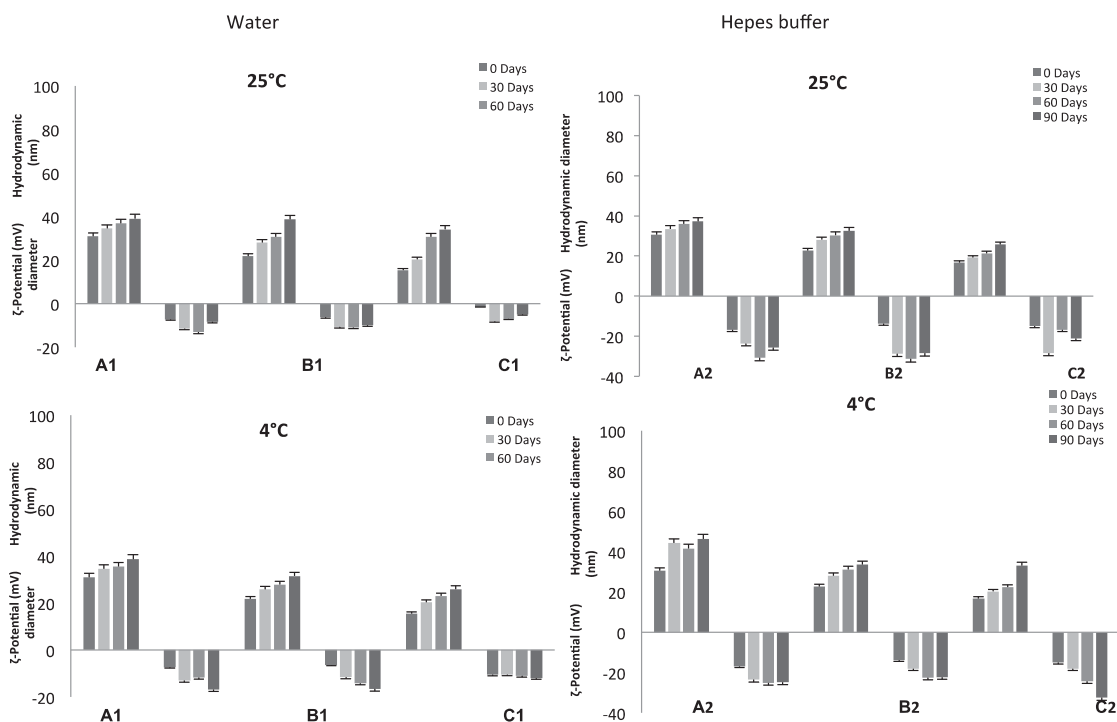 Water
Hepes buffer
25°C
0 Days
30 Days
60 Days
100
80
60
40
20
0
-20
Hydrodynamic
(nm)
ζ-Potential (mV)
diameter
A1
B1
C1
25°C
0 Days
30 Days
60 Days
90 Days
100
80
60
40
20
0
-20
-40
Hydrodynamic diameter
(nm)
ζ-Potential (mV)
A2
B2
C2
4°C
0 Days
30 Days
60 Days
100
80
60
40
20
0
-20
Hydrodynamic
(nm)
ζ-Potential (mV)
diameter
A1
B1
C1
4°C
0 Days
30 Days
60 Days
90 Days
100
80
60
40
20
0
-20
-40
Hydrodynamic diameter
(nm)
ζ-Potential (mV)
A2
B2
C2